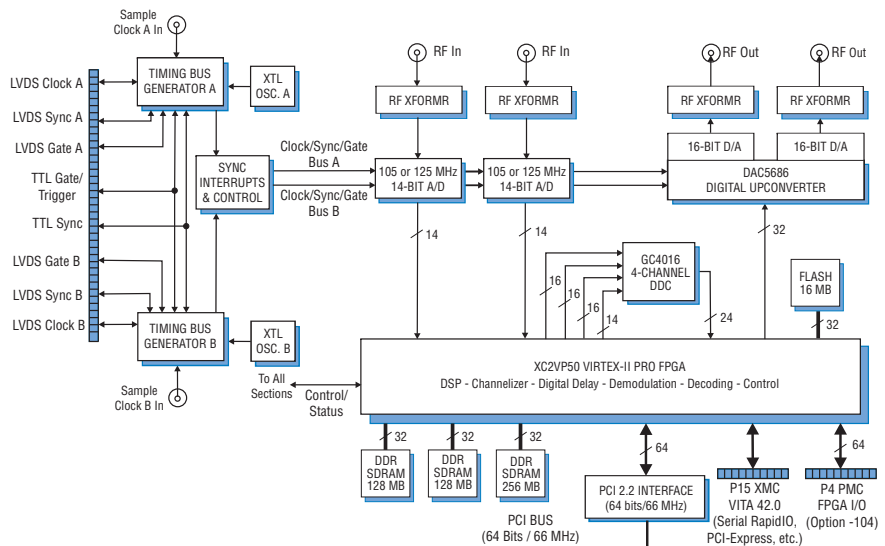 Sample
Clock A In
RF In
RF In
RF Out
RF Out
TIMING BUS
GENERATOR A
XTL
OSC. A
LVDS Clock A
LVDS Sync A
LVDS Gate A
TTL Gate/
Trigger
TTL Sync
LVDS Gate B
LVDS Sync B
LVDS Clock B
RF XFORMR
RF XFORMR
RF XFORMR
RF XFORMR
16-BIT D/A
16-BIT D/A
Clock/Sync/Gate
Bus A
SYNC
INTERRUPTS
& CONTROL
Clock/Sync/Gate
Bus B
105 or 125 MHz
14-BIT A/D
105 or 125 MHz
14-BIT A/D
DAC5686
DIGITAL UPCONVERTER
14
14
32
GC4016
4-CHANNEL
DDC
FLASH
16 MB
16
16
16
14
24
32
TIMING BUS
GENERATOR B
XTL
OSC. B
Sample
Clock B In
To All
Sections
Control/
Status
XC2VP50 VIRTEX-II PRO FPGA
DSP - Channelizer - Digital Delay - Demodulation - Decoding - Control
32
32
32
64
64
DDR
SDRAM
128 MB
DDR
SDRAM
128 MB
DDR
SDRAM
256 MB
PCI BUS
(64 Bits / 66 MHz)
PCI 2.2 INTERFACE
(64 bits/66 MHz)
P15 XMC
VITA 42.0
(Serial RapidIO,
PCI-Express, etc.)
P4 PMC
FPGA I/O
(Option -104)